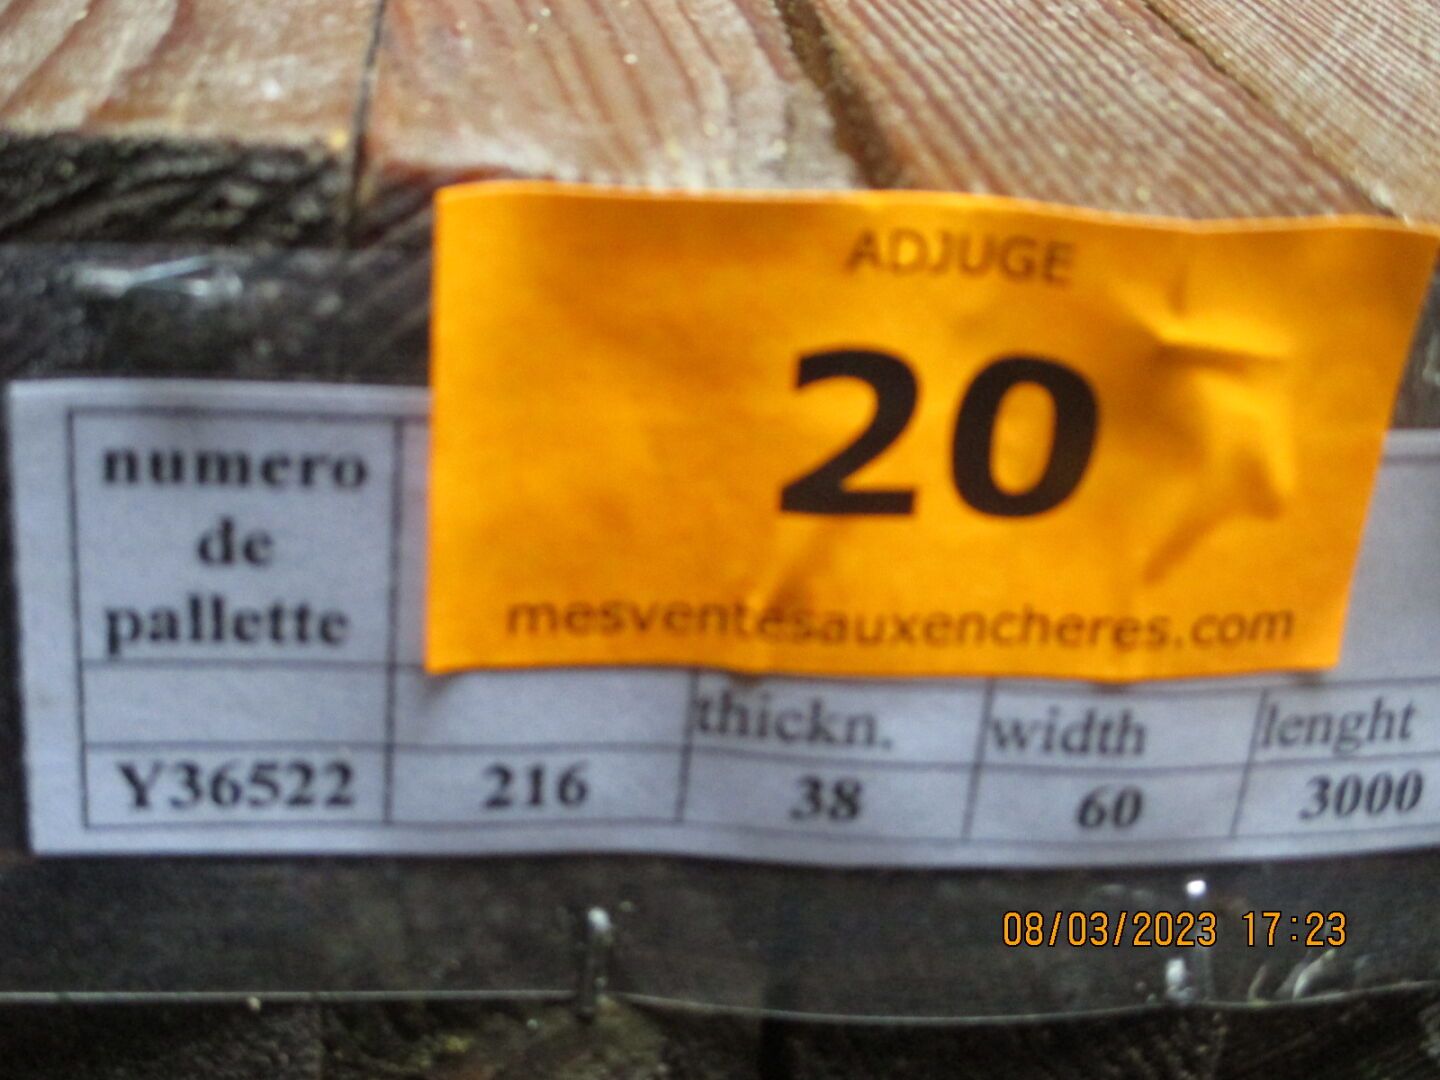 ADJUGE
20
mesventesauxencheres.com
numero
de
pallette
thickn. width lenght
Y36522 216 38 60 3000
08/03/2023 17:23